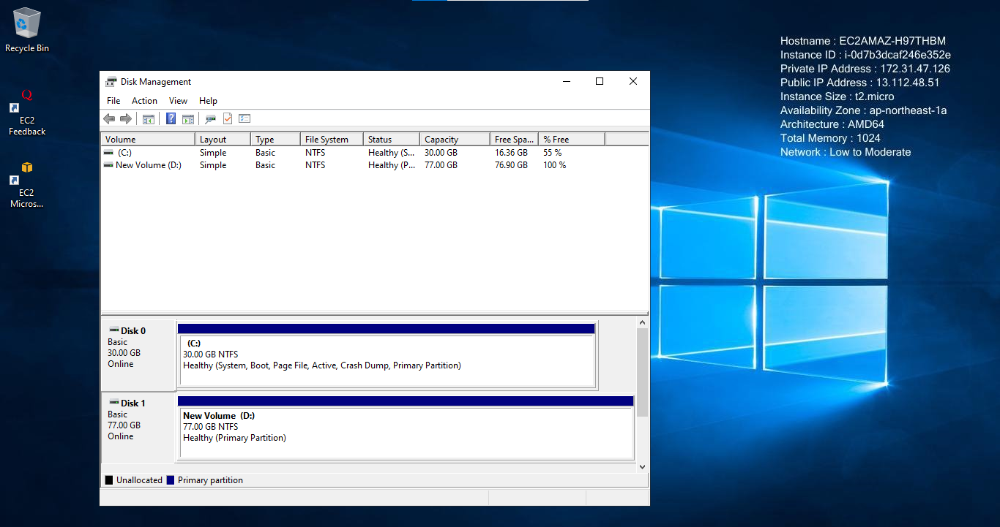 Recycle Bin
EC2
Feedback
EC2
Micros...
Hostname : EC2AMAZ-H97THBM
Instance ID : i-0d7b3dcaf246e352e
Private IP Address : 172.31.47.126
Public IP Address : 13.112.48.51
Instance Size : t2.micro
Availability Zone : ap-northeast-1a
Architecture : AMD64
Total Memory : 1024
Network : Low to Moderate
Disk Management
File Action View Help
Volume Layout Type File System Status Capacity Free Spa... % Free
(C:) Simple Basic NTFS Healthy (S... 30.00 GB 16.36 GB 55 %
New Volume (D:) Simple Basic NTFS Healthy (P... 77.00 GB 76.90 GB 100 %
Disk 0
Basic
30.00 GB
Online
(C:)
30.00 GB NTFS
Healthy (System, Boot, Page File, Active, Crash Dump, Primary Partition)
Disk 1
Basic
77.00 GB
Online
New Volume (D:)
77.00 GB NTFS
Healthy (Primary Partition)
Unallocated Primary partition